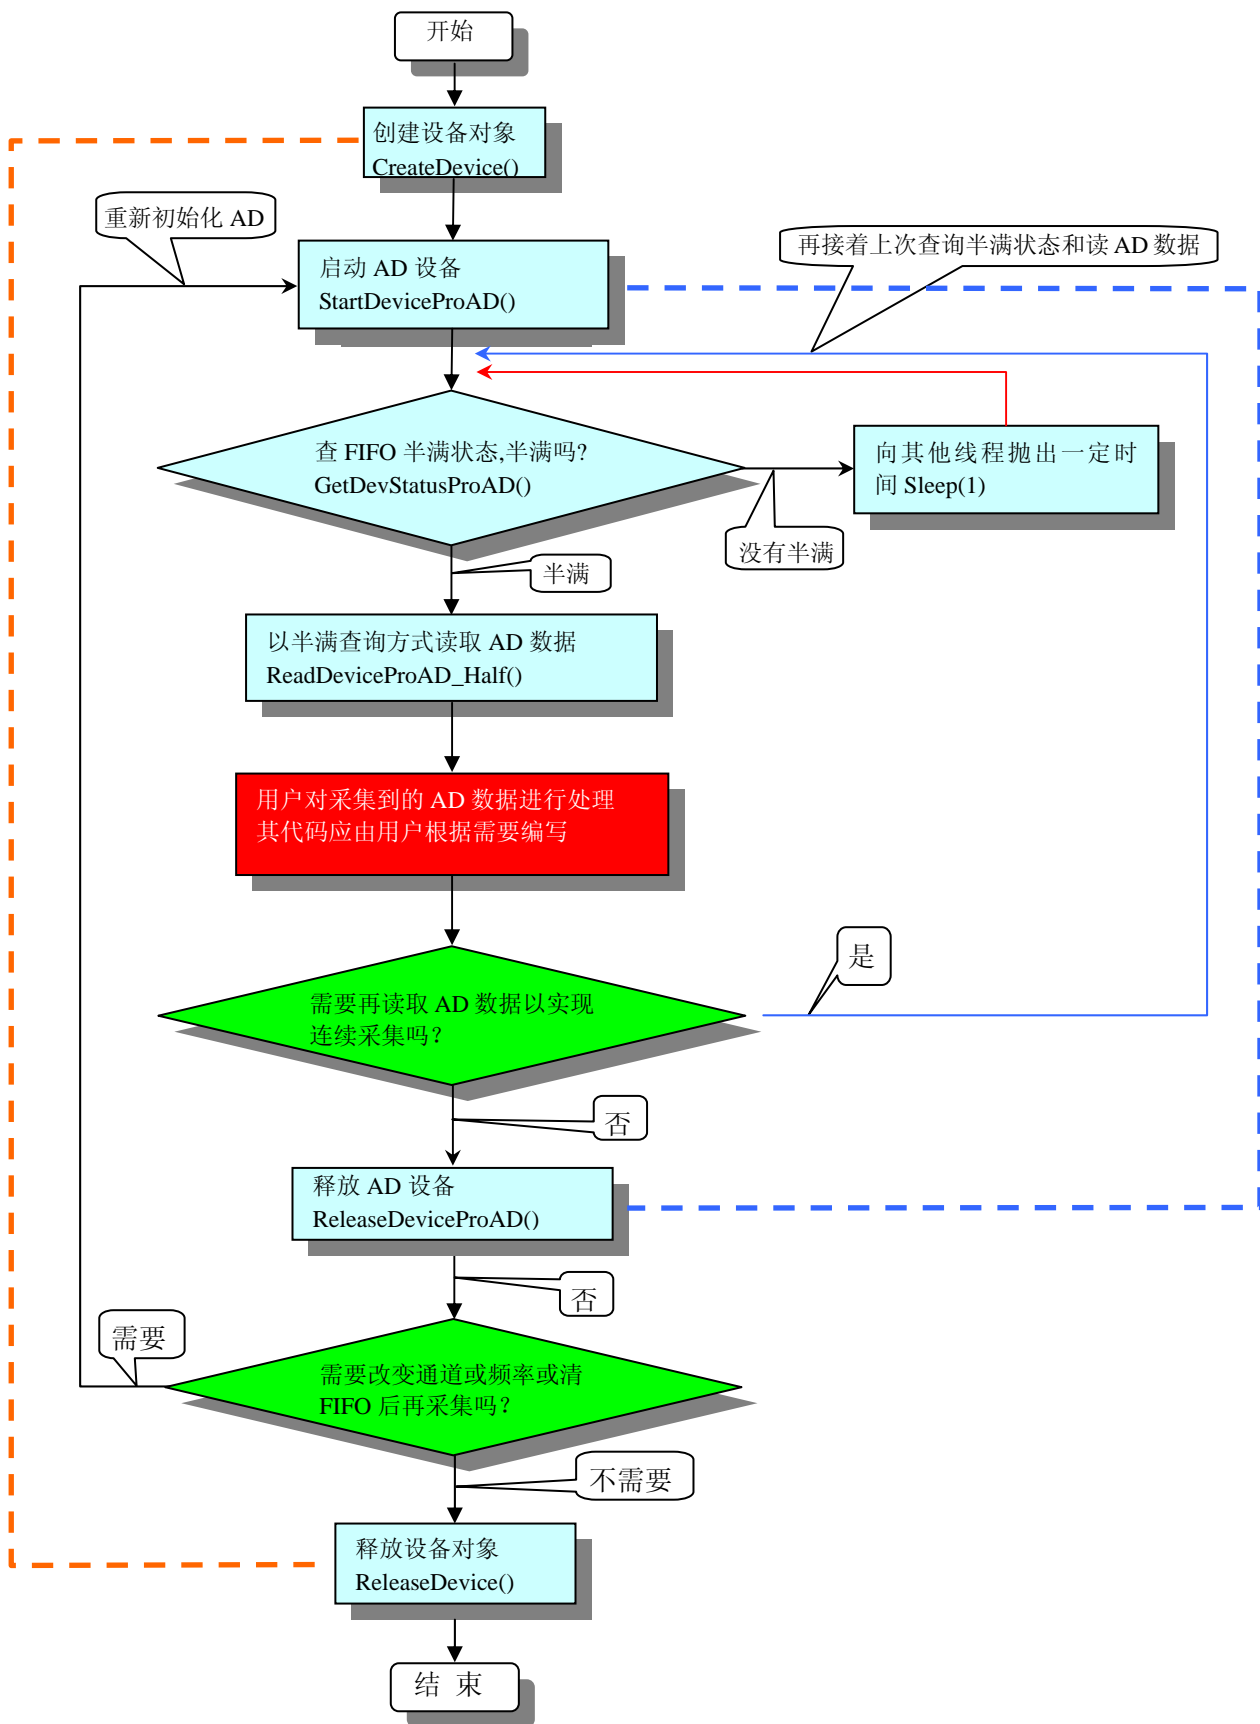 开始
创建设备对象
CreateDevice()
重新初始化 AD
再接着上次查询半满状态和读 AD 数据
启动 AD 设备
StartDeviceProAD()
查 FIFO 半满状态,半满吗?
GetDevStatusProAD()
向其他线程抛出一定时
间 Sleep(1)
没有半满
半满
以半满查询方式读取 AD 数据
ReadDeviceProAD_Half()
用户对采集到的 AD 数据进行处理
其代码应由用户根据需要编写
是
需要再读取 AD 数据以实现
连续采集吗？
否
释放 AD 设备
ReleaseDeviceProAD()
否
需要
需要改变通道或频率或清
FIFO 后再采集吗？
不需要
释放设备对象
ReleaseDevice()
结 束